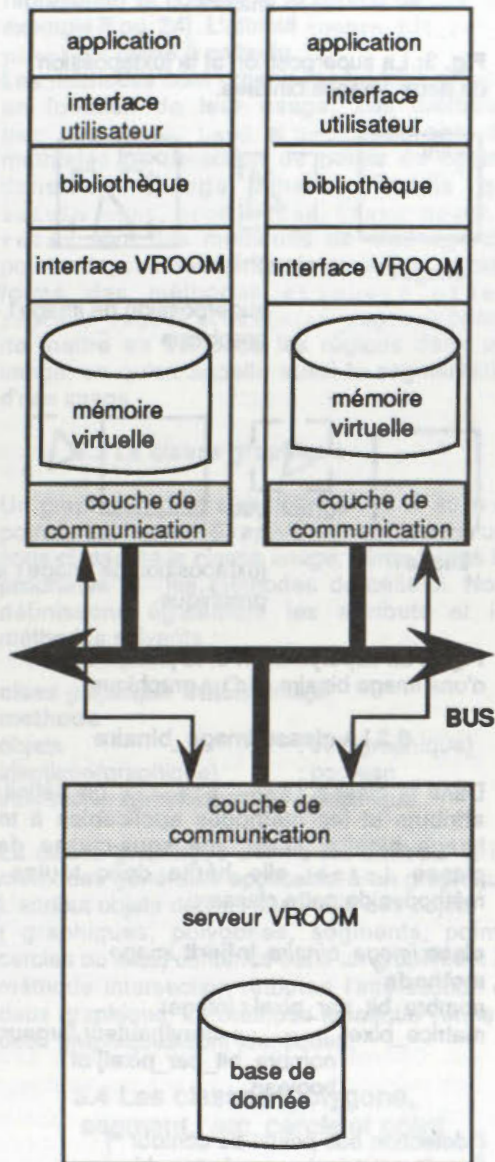 application
interface
utilisateur
bibliothèque
interface VROOM
mémoire
virtuelle
couche de
communication
application
interface
utilisateur
bibliothèque
interface VROOM
mémoire
virtuelle
couche de
communication
BUS
couche de
communication
serveur VROOM
base de
donnée